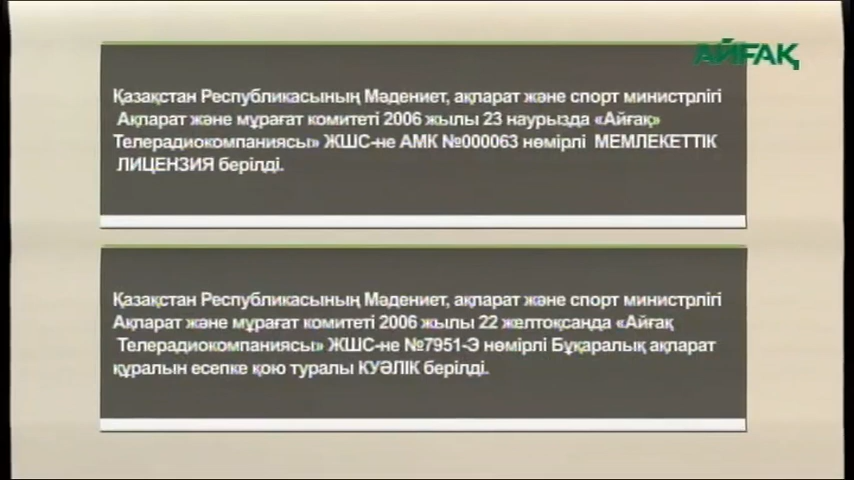 АЙҒАҚ
Қазақстан Республикасының Мәдениет, ақпарат және спорт министрлігі
Ақпарат және мұрағат комитеті 2006 жылы 23 наурызда «Айғақ»
Телерадиокомпаниясы» ЖШС-не АМК №000063 нөмірлі МЕМЛЕКЕТТІК
ЛИЦЕНЗИЯ берілді.
Қазақстан Республикасының Мәдениет, ақпарат және спорт министрлігі
Ақпарат және мұрағат комитеті 2006 жылы 22 желтоқсанда «Айғақ
Телерадиокомпаниясы» ЖШС-не №7951-Э нөмірлі Бұқаралық ақпарат
құралын есепке қою туралы КУӘЛІК берілді.